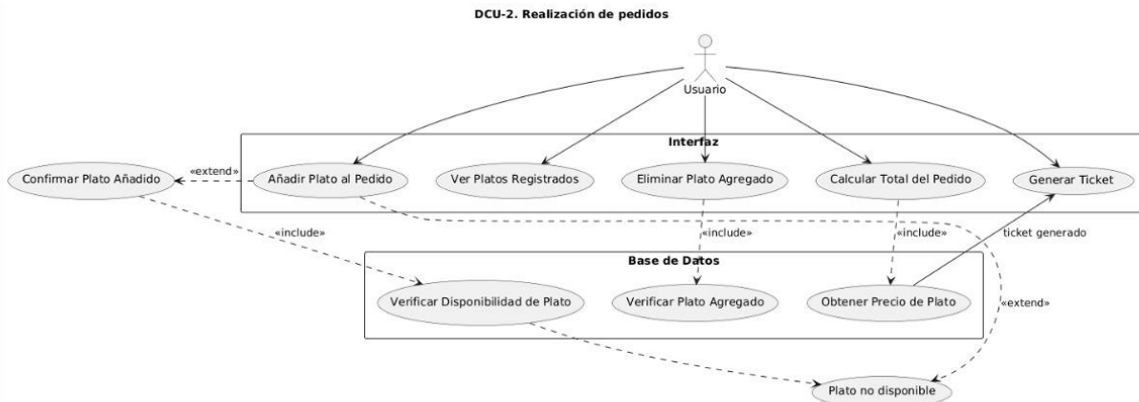 DCU-2. Realización de pedidos
Usuario
Interfaz
Confirmar Plato Añadido
«extend»
Añadir Plato al Pedido
Ver Platos Registrados
Eliminar Plato Agregado
Calcular Total del Pedido
Generar Ticket
«include»
«include»
«include»
ticket generado
Base de Datos
Verificar Disponibilidad de Plato
Verificar Plato Agregado
Obtener Precio de Plato
«extend»
Plato no disponible